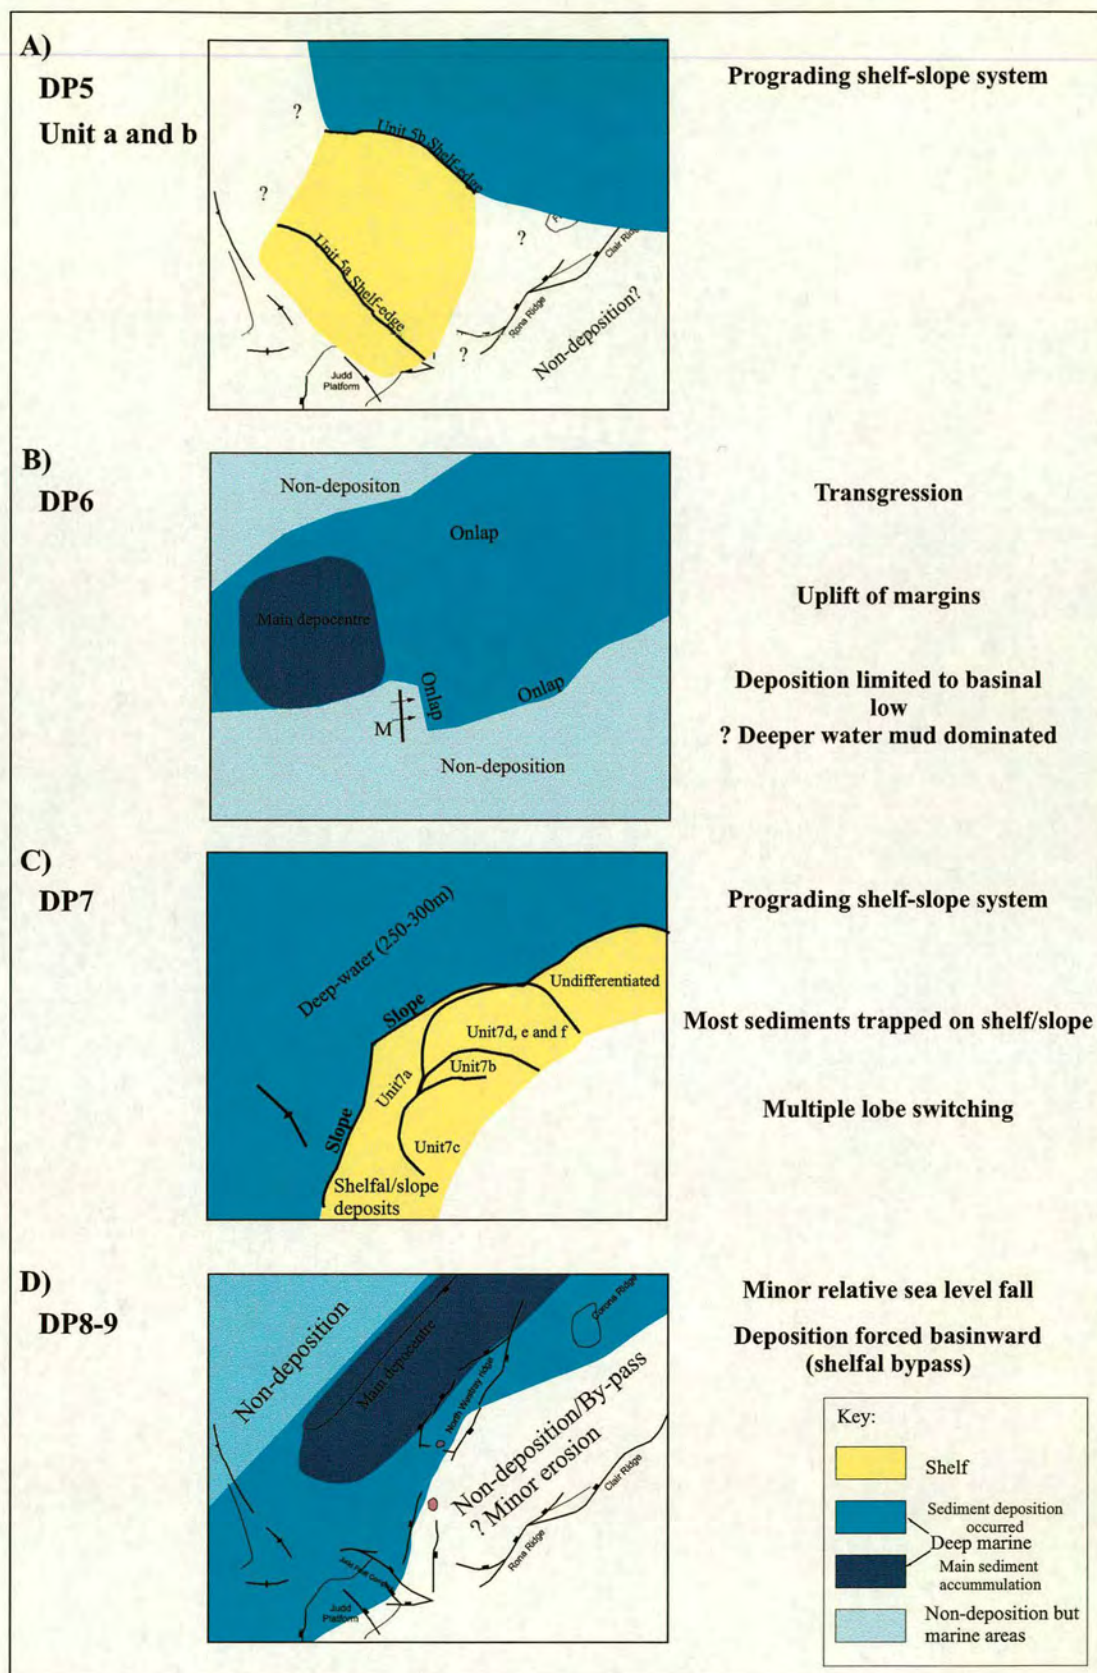 A)
DP5
Unit a and b
?
?
Unit 5b Shelf-edge
Unit 5a Shelf-edge
?
?
Clair Ridge
Rona Ridge
Non-deposition?
Judd
Platform
Prograding shelf-slope system
B)
DP6
Non-depositon
Onlap
Main depocentre
Onlap
Onlap
M
Non-deposition
Transgression
Uplift of margins
Deposition limited to basinal
low
? Deeper water mud dominated
C)
DP7
Deep-water (250-300m)
Slope
Undifferentiated
Unit7d, e and f
Unit7b
Unit7a
Slope
Unit7c
Shelfal/slope
deposits
Prograding shelf-slope system
Most sediments trapped on shelf/slope
Multiple lobe switching
D)
DP8-9
Non-deposition
Main depocentre
Corona Ridge
North Westray ridge
Non-deposition/By-pass
? Minor erosion
Clair Ridge
Rona Ridge
Judd
Platform
Minor relative sea level fall
Deposition forced basinward
(shelfal bypass)
Key:
Shelf
Sediment deposition
occurred
Deep marine
Main sediment
accummulation
Non-deposition but
marine areas